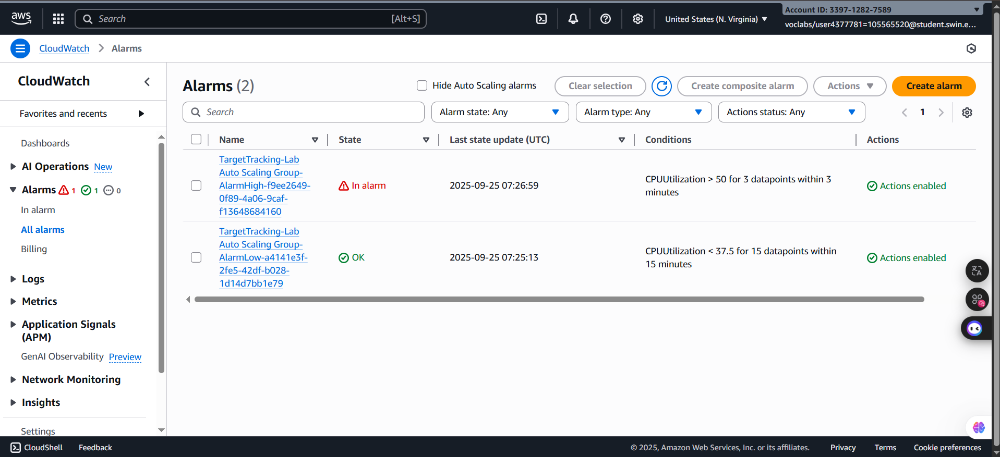 aws
Search
[Alt+S]
United States (N. Virginia)
Account ID: 3397-1282-7589
voclabs/user4377781=105565520@student.swin.e...
CloudWatch
Alarms
CloudWatch
Favorites and recents
Dashboards
AI Operations New
Alarms 1 1 0
In alarm
All alarms
Billing
Logs
Metrics
Application Signals
(APM)
GenAI Observability Preview
Network Monitoring
Insights
Settings
Alarms (2)
Hide Auto Scaling alarms
Clear selection
Create composite alarm
Actions
Create alarm
Search
Alarm state: Any
Alarm type: Any
Actions status: Any
1
Name
State
Last state update (UTC)
Conditions
Actions
TargetTracking-Lab
Auto Scaling Group-
AlarmHigh-f9ee2649-
0f89-4a06-9caf-
f13648684160
In alarm
2025-09-25 07:26:59
CPUUtilization > 50 for 3 datapoints within 3
minutes
Actions enabled
TargetTracking-Lab
Auto Scaling Group-
AlarmLow-a4141e3f-
2fe5-42df-b028-
1d14d7bb1e79
OK
2025-09-25 07:25:13
CPUUtilization < 37.5 for 15 datapoints within
15 minutes
Actions enabled
CloudShell
Feedback
© 2025, Amazon Web Services, Inc. or its affiliates.
Privacy
Terms
Cookie preferences